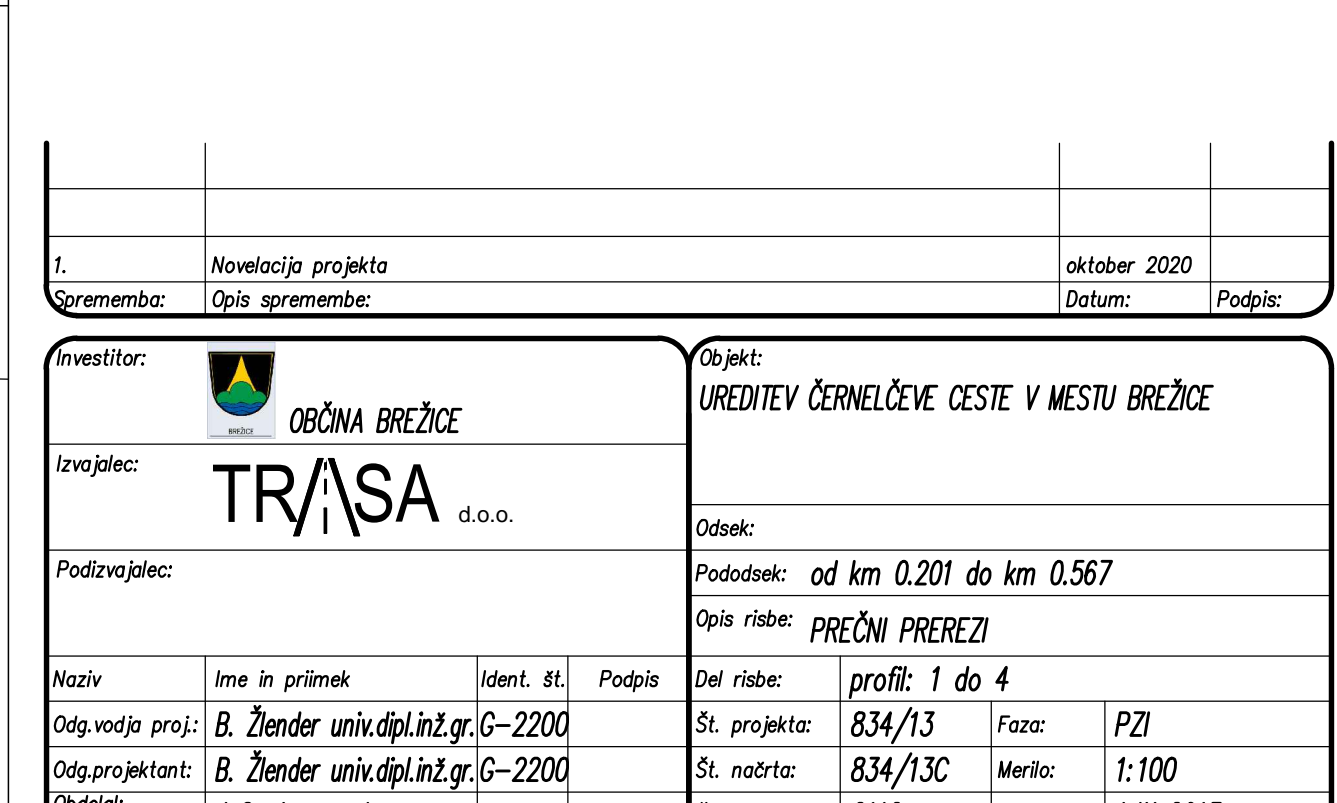 1. Novelacija projekta oktober 2020
Sprememba: Opis spremembe: Datum: Podpis:
Investitor:
BREŽICE
OBČINA BREŽICE
Izvajalec:
TRASA d.o.o.
Podizvajalec:
Naziv Ime in priimek Ident. št. Podpis
Odg.vodja proj.: B. Žlender univ.dipl.inž.gr. G-2200
Odg.projektant: B. Žlender univ.dipl.inž.gr. G-2200
Obdelal:
Objekt:
UREDITEV ČERNELČEVE CESTE V MESTU BREŽICE
Odsek:
Pododsek: od km 0.201 do km 0.567
Opis risbe: PREČNI PREREZI
Del risbe: profil: 1 do 4
Št. projekta: 834/13 Faza: PZI
Št. načrta: 834/13C Merilo: 1:100